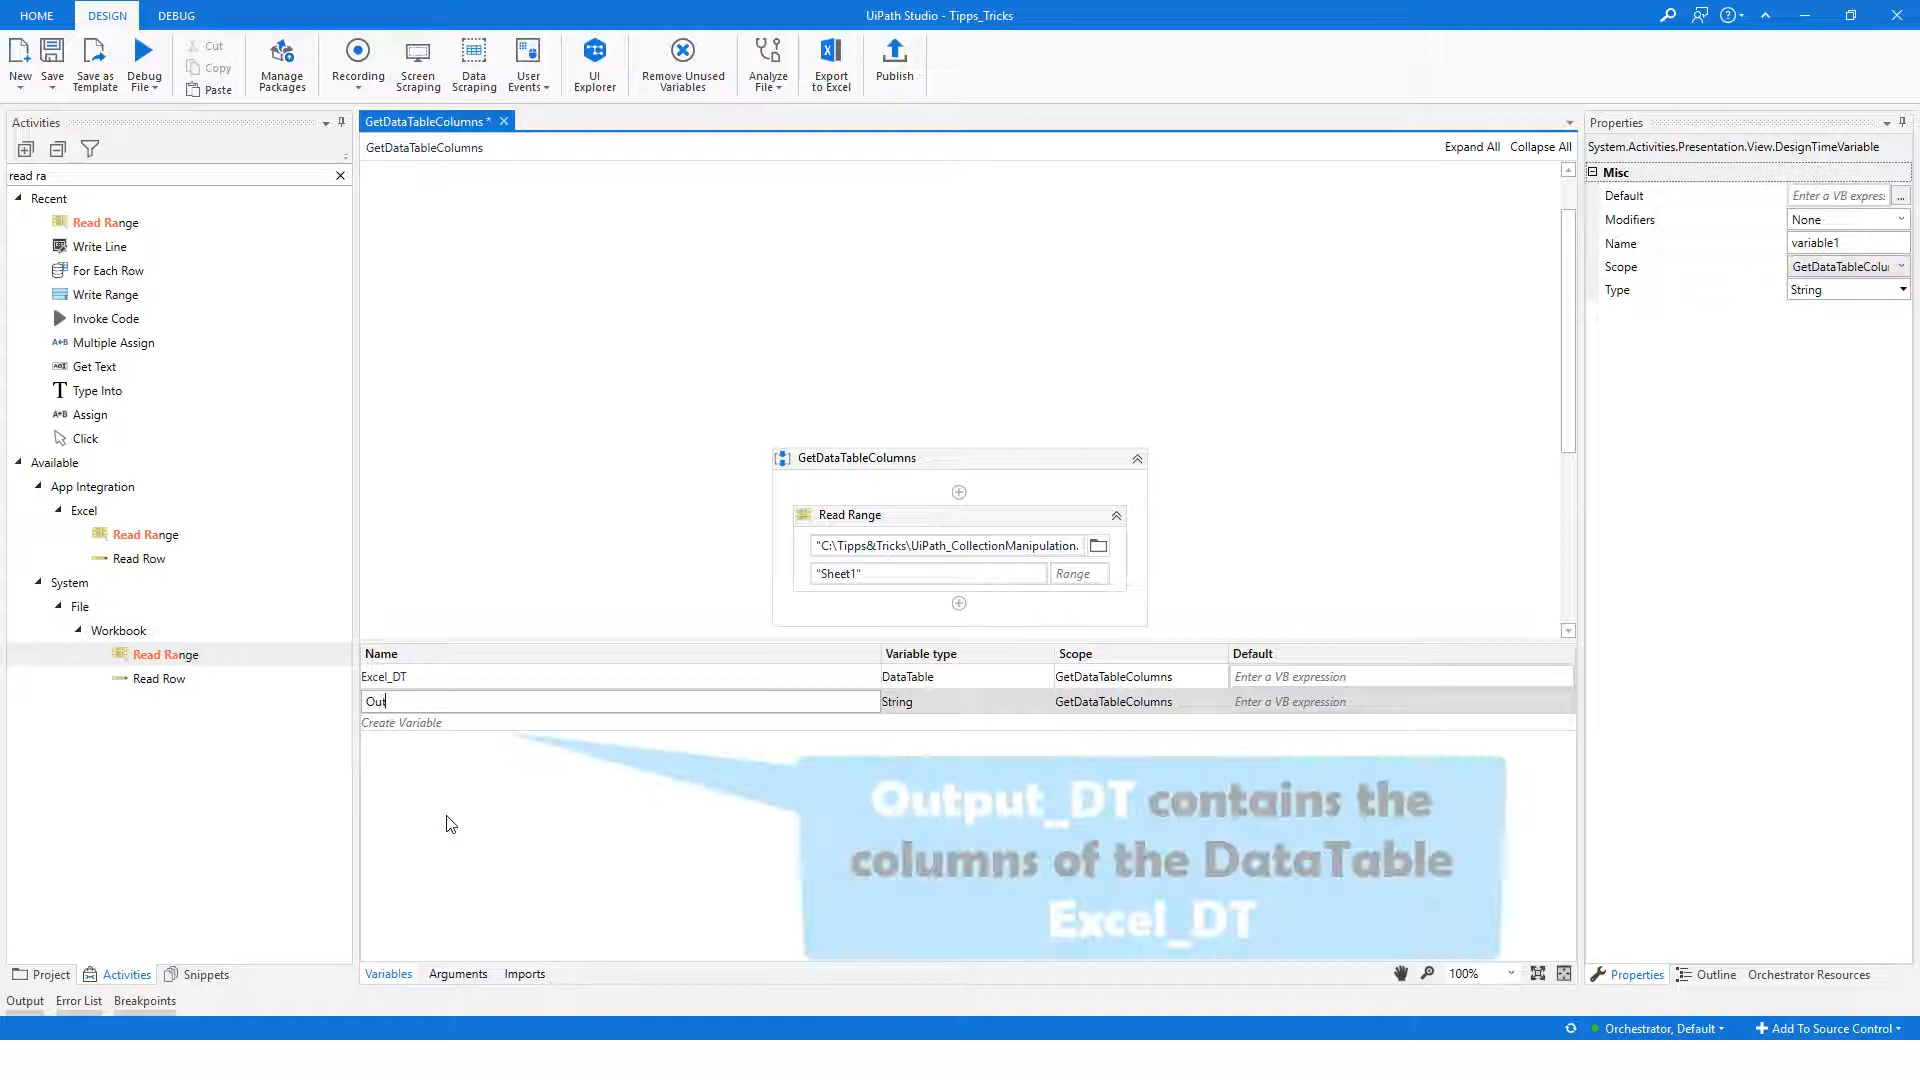 HOME
DESIGN
DEBUG
UiPath Studio - Tipps_Tricks
New
Save
Save as Template
Debug File
Cut
Copy
Paste
Manage Packages
Recording
Screen Scraping
Data Scraping
User Events
UI Explorer
Remove Unused Variables
Analyze File
Export to Excel
Publish
Activities
read ra
Recent
Read Range
Write Line
For Each Row
Write Range
Invoke Code
Multiple Assign
Get Text
Type Into
Assign
Click
Available
App Integration
Excel
Read Range
Read Row
System
File
Workbook
Read Range
Read Row
Project
Activities
Snippets
GetDataTableColumns *
GetDataTableColumns
Expand All
Collapse All
GetDataTableColumns
Read Range
"C:\Tipps&Tricks\UiPath_CollectionManipulation.
"Sheet1"
Range
Name Variable type Scope Default
Excel_DT DataTable GetDataTableColumns Enter a VB expression
Out String GetDataTableColumns Enter a VB expression
Create Variable
Output_DT contains the
columns of the DataTable
Excel_DT
Variables
Arguments
Imports
100%
Properties
System.Activities.Presentation.View.DesignTimeVariable
Misc
Default Enter a VB expres: ...
Modifiers None
Name variable1
Scope GetDataTableColu
Type String
Properties
Outline
Orchestrator Resources
Output
Error List
Breakpoints
Orchestrator, Default
Add To Source Control